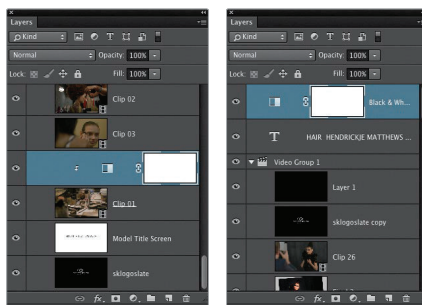 Layers
Kind
Normal
Opacity: 100%
Lock:
Fill: 100%
Clip 02
Clip 03
Clip 01
Model Title Screen
sklogoslate
fx.
Layers
Kind
Normal
Opacity: 100%
Lock:
Fill: 100%
Black & Wh...
T HAIR HENDRICKJE MATTHEWS ...
Video Group 1
Layer 1
sklogoslate copy
Clip 26
fx.